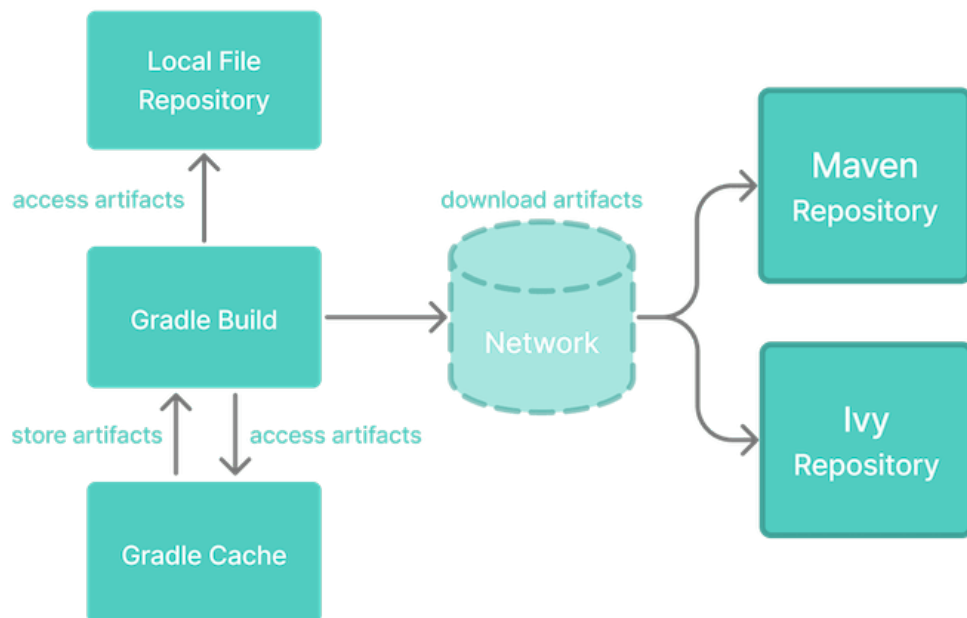 Local File
Repository
access artifacts
download artifacts
Maven
Repository
Gradle Build
Network
store artifacts
access artifacts
Ivy
Repository
Gradle Cache